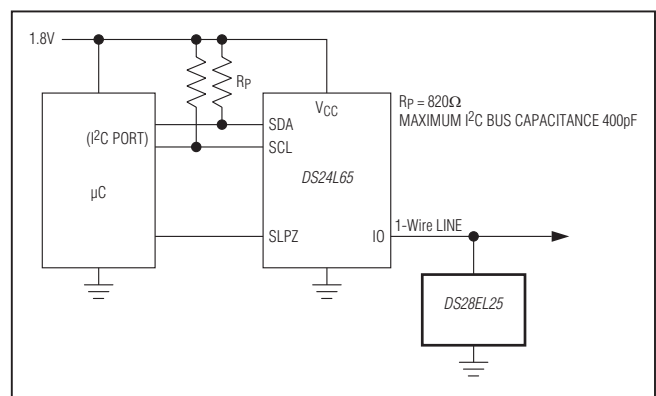 1.8V
RP
VCC
RP = 820Ω
MAXIMUM I2C BUS CAPACITANCE 400pF
(I2C PORT)
SDA
SCL
DS24L65
µC
1-Wire LINE
SLPZ
IO
DS28EL25